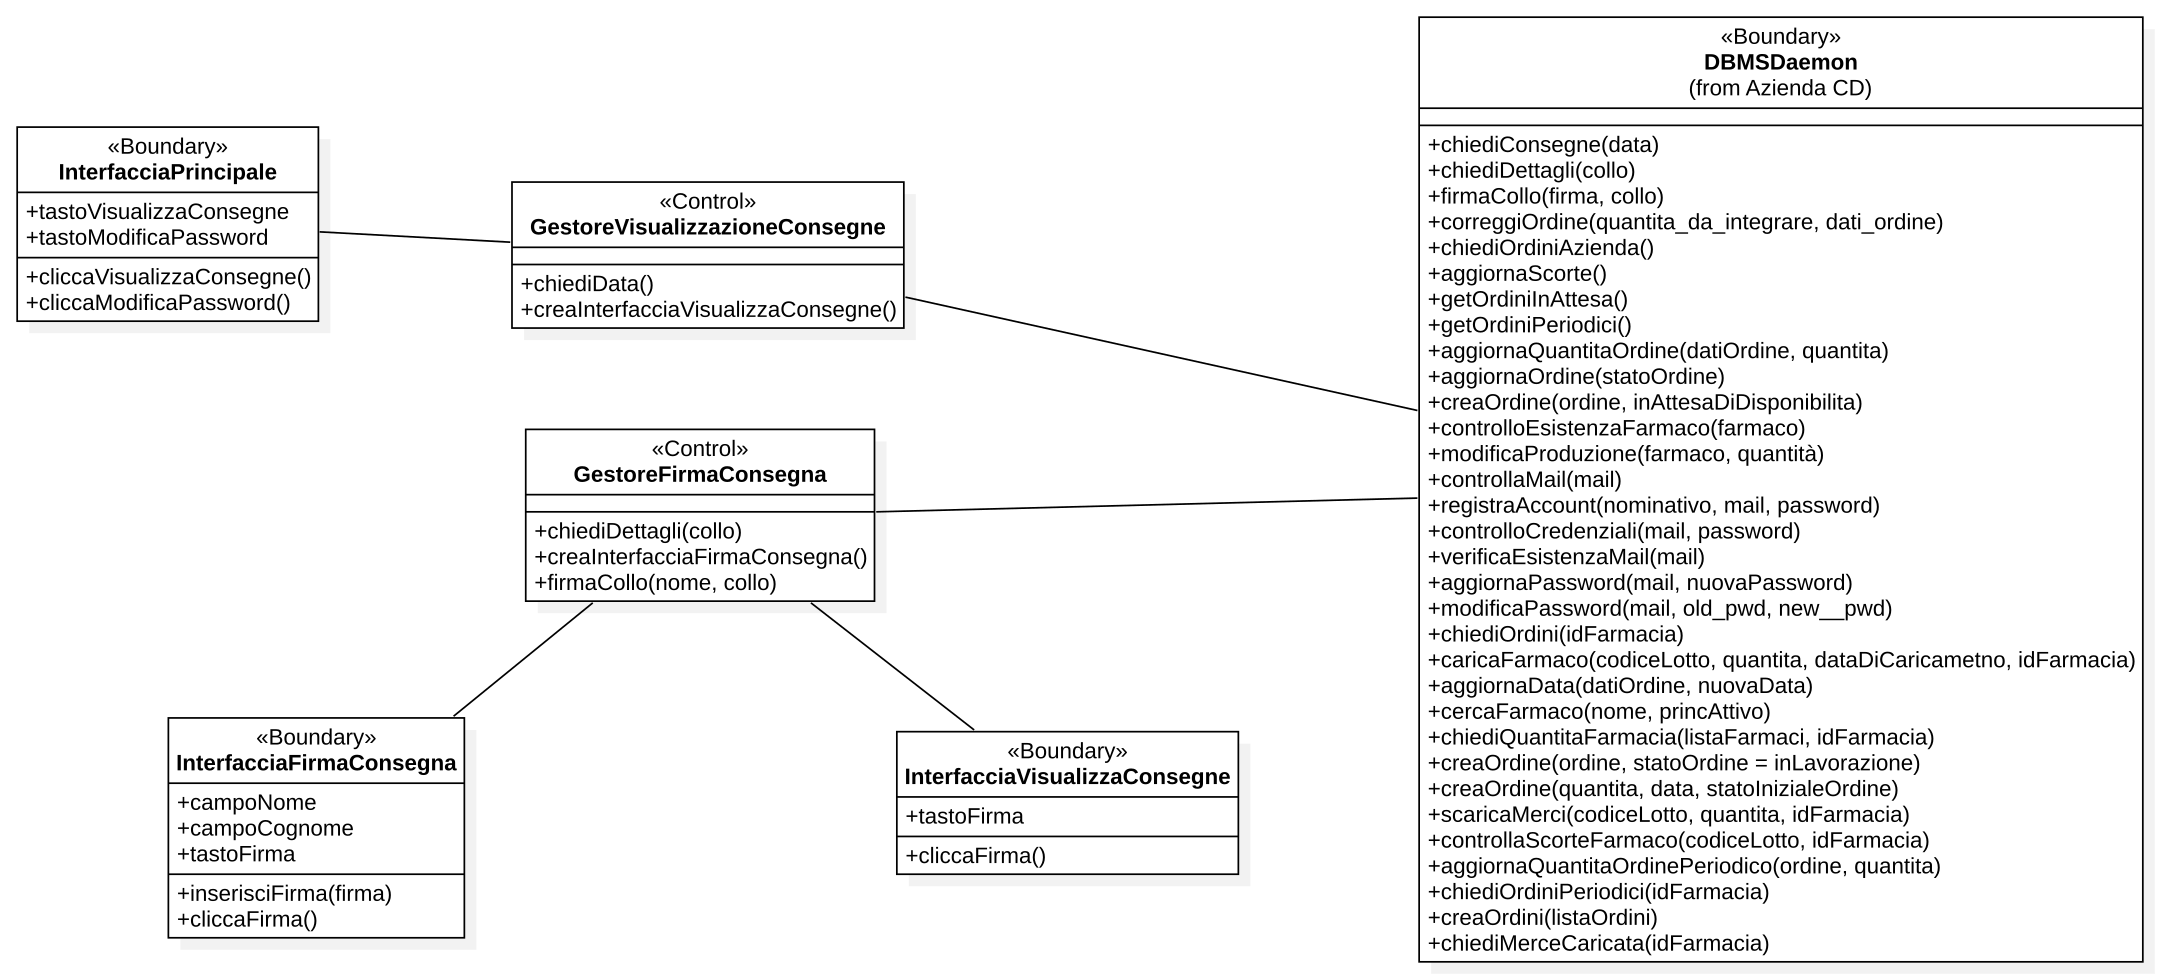 «Boundary»
InterfacciaPrincipale
+tastoVisualizzaConsegne
+tastoModificaPassword
+cliccaVisualizzaConsegne()
+cliccaModificaPassword()
«Control»
GestoreVisualizzazioneConsegne
+chiediData()
+creaInterfacciaVisualizzaConsegne()
«Control»
GestoreFirmaConsegna
+chiediDettagli(collo)
+creaInterfacciaFirmaConsegna()
+firmaCollo(nome, collo)
«Boundary»
InterfacciaFirmaConsegna
+campoNome
+campoCognome
+tastoFirma
+inserisciFirma(firma)
+cliccaFirma()
«Boundary»
InterfacciaVisualizzaConsegne
+tastoFirma
+cliccaFirma()
«Boundary»
DBMSDaemon
(from Azienda CD)
+chiediConsegne(data)
+chiediDettagli(collo)
+firmaCollo(firma, collo)
+correggiOrdine(quantita_da_integrare, dati_ordine)
+chiediOrdiniAzienda()
+aggiornaScorte()
+getOrdiniInAttesa()
+getOrdiniPeriodici()
+aggiornaQuantitaOrdine(datiOrdine, quantita)
+aggiornaOrdine(statoOrdine)
+creaOrdine(ordine, inAttesaDiDisponibilita)
+controlloEsistenzaFarmaco(farmaco)
+modificaProduzione(farmaco, quantità)
+controllaMail(mail)
+registraAccount(nominativo, mail, password)
+controlloCredenziali(mail, password)
+verificaEsistenzaMail(mail)
+aggiornaPassword(mail, nuovaPassword)
+modificaPassword(mail, old_pwd, new__pwd)
+chiediOrdini(idFarmacia)
+caricaFarmaco(codiceLotto, quantita, dataDiCaricametno, idFarmacia)
+aggiornaData(datiOrdine, nuovaData)
+cercaFarmaco(nome, princAttivo)
+chiediQuantitaFarmacia(listaFarmaci, idFarmacia)
+creaOrdine(ordine, statoOrdine = inLavorazione)
+creaOrdine(quantita, data, statoInizialeOrdine)
+scaricaMerci(codiceLotto, quantita, idFarmacia)
+controllaScorteFarmaco(codiceLotto, idFarmacia)
+aggiornaQuantitaOrdinePeriodico(ordine, quantita)
+chiediOrdiniPeriodici(idFarmacia)
+creaOrdini(listaOrdini)
+chiediMerceCaricata(idFarmacia)